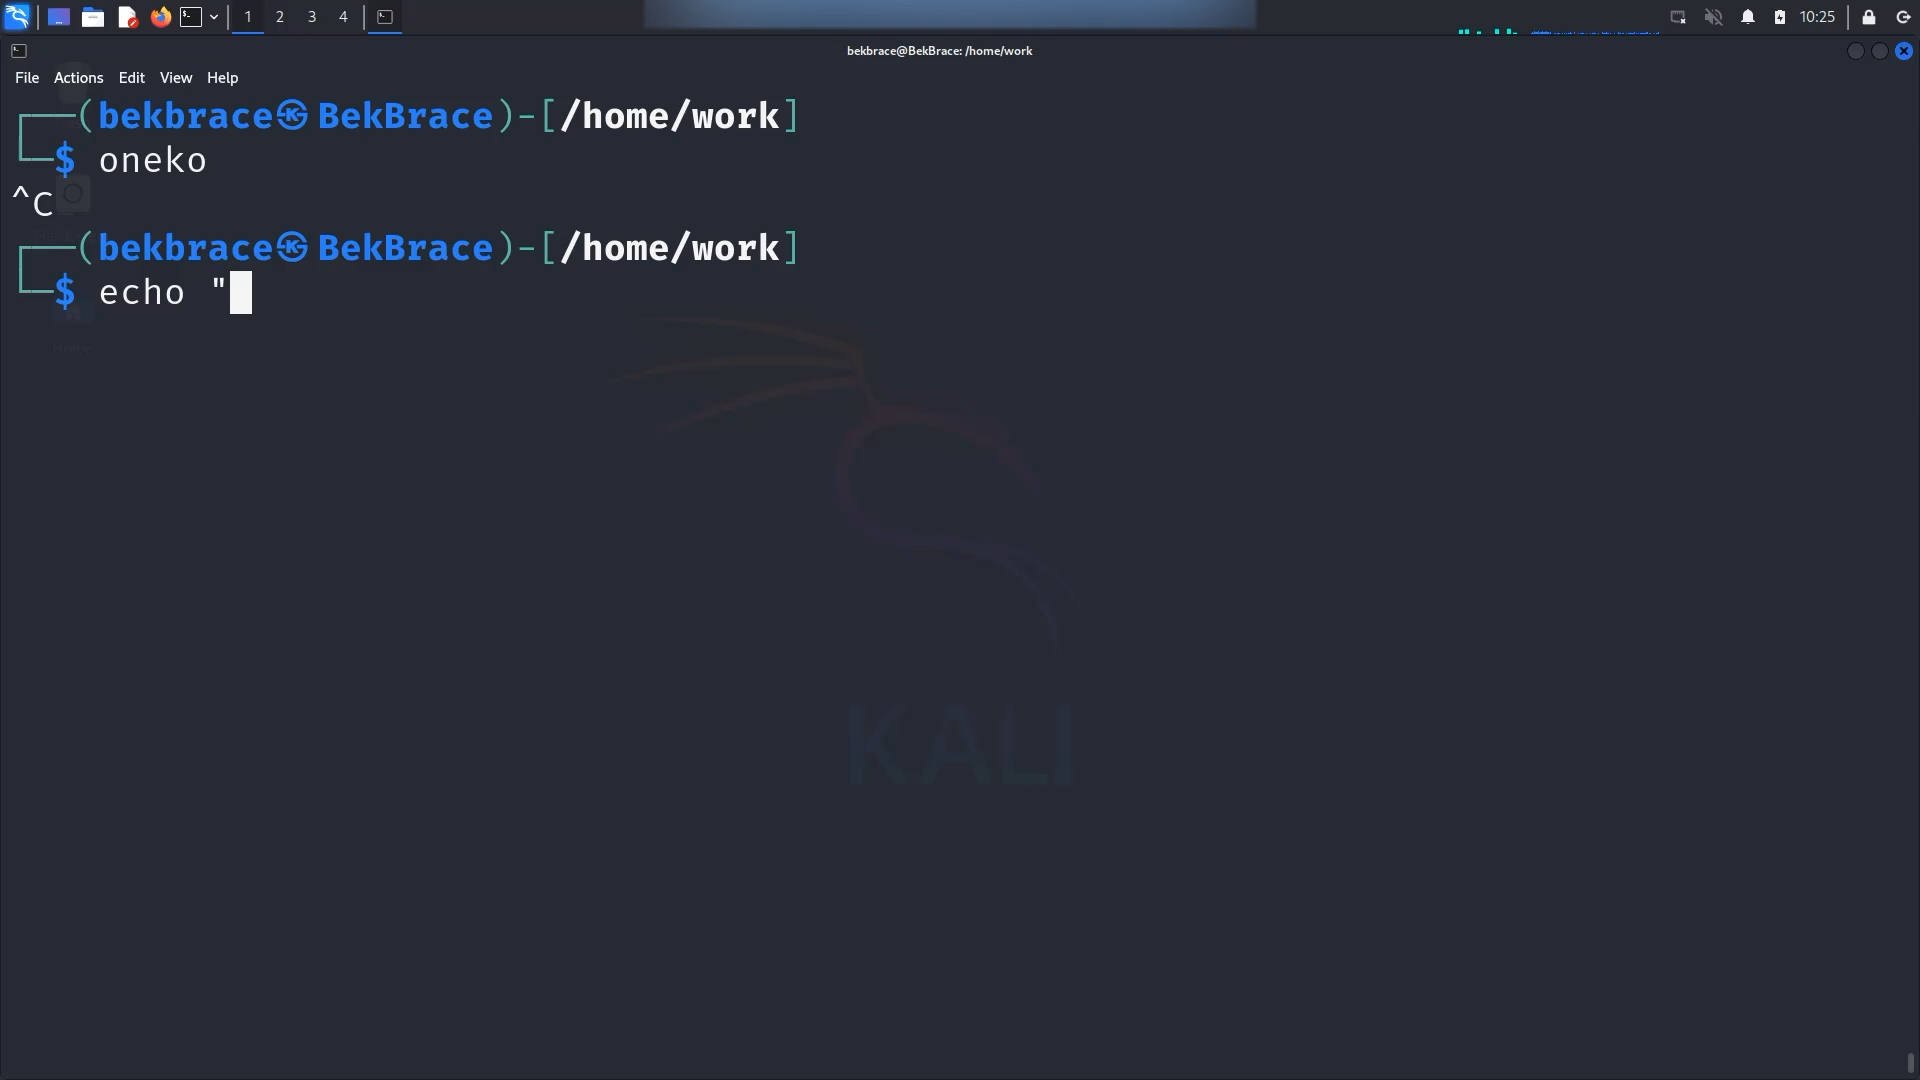 1 2 3 4 10:25
bekbrace@BekBrace: /home/work
File Actions Edit View Help
┌──(bekbrace㉿BekBrace)-[/home/work]
└─$ oneko
^C
┌──(bekbrace㉿BekBrace)-[/home/work]
└─$ echo "
Home
KALI